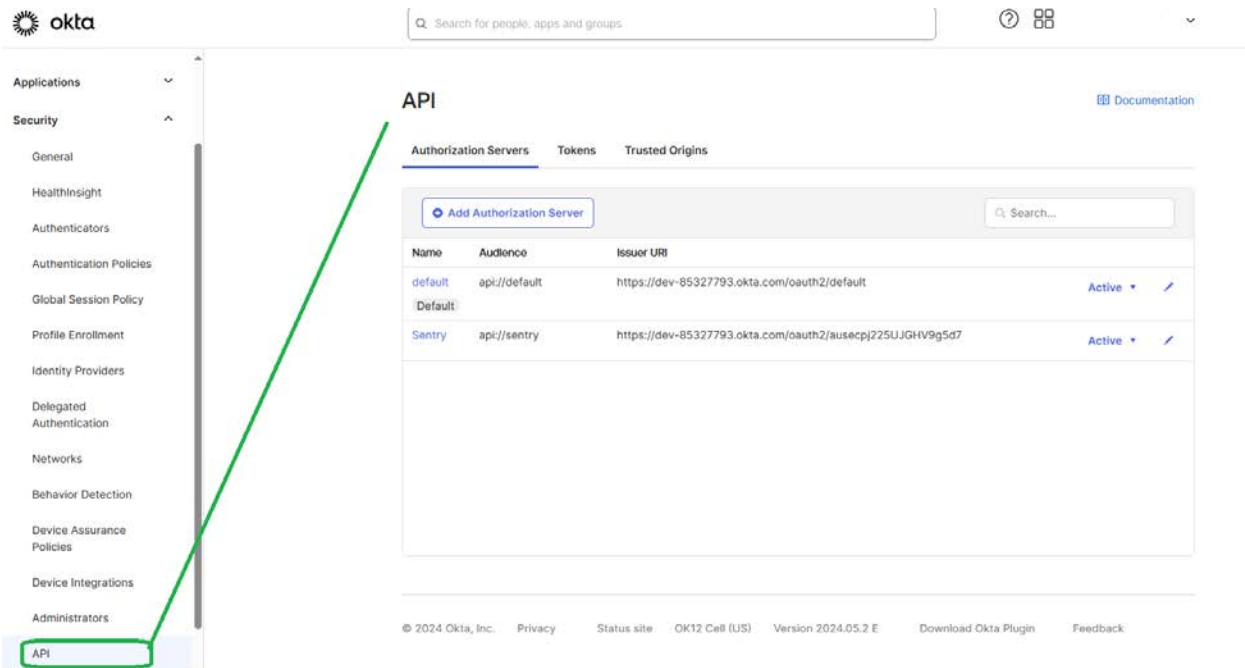 okta
Search for people, apps and groups
Applications
Security
General
HealthInsight
Authenticators
Authentication Policies
Global Session Policy
Profile Enrollment
Identity Providers
Delegated
Authentication
Networks
Behavior Detection
Device Assurance
Policies
Device Integrations
Administrators
API
API
Documentation
Authorization Servers Tokens Trusted Origins
Add Authorization Server Search...
Name Audience Issuer URI
default api://default https://dev-85327793.okta.com/oauth2/default Active
Default
Sentry api://sentry https://dev-85327793.okta.com/oauth2/ausecpj225UJGHV9g5d7 Active
© 2024 Okta, Inc. Privacy Status site OK12 Cell (US) Version 2024.05.2 E Download Okta Plugin Feedback